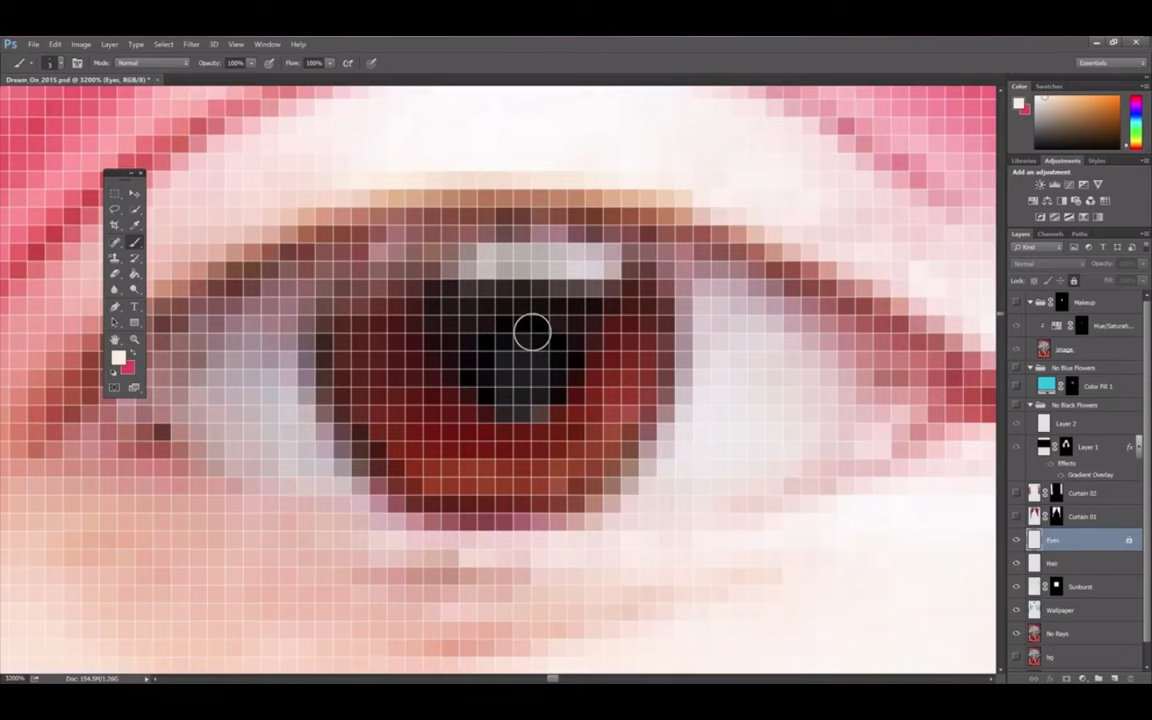 Ps File Edit Image Layer Type Select Filter 3D View Window Help
3 Mode: Normal Opacity: 100% Flow: 100% Essentials
Dream_On_2015.psd @ 3200% (Eyes, RGB/8) * ×
Color Swatches
Libraries Adjustments Styles
Add an adjustment
Layers Channels Paths
Kind
Normal Opacity:
Lock: Fill:
Makeup
Hue/Saturati...
image
No Blue Flowers
Color Fill 1
No Black Flowers
Layer 2
Layer 1 fx
Effects
Gradient Overlay
Curtain 02
Curtain 01
Eyes
Hair
Sunburst
Wallpaper
No Rays
bg
3200% Doc: 154.5M/1.26G